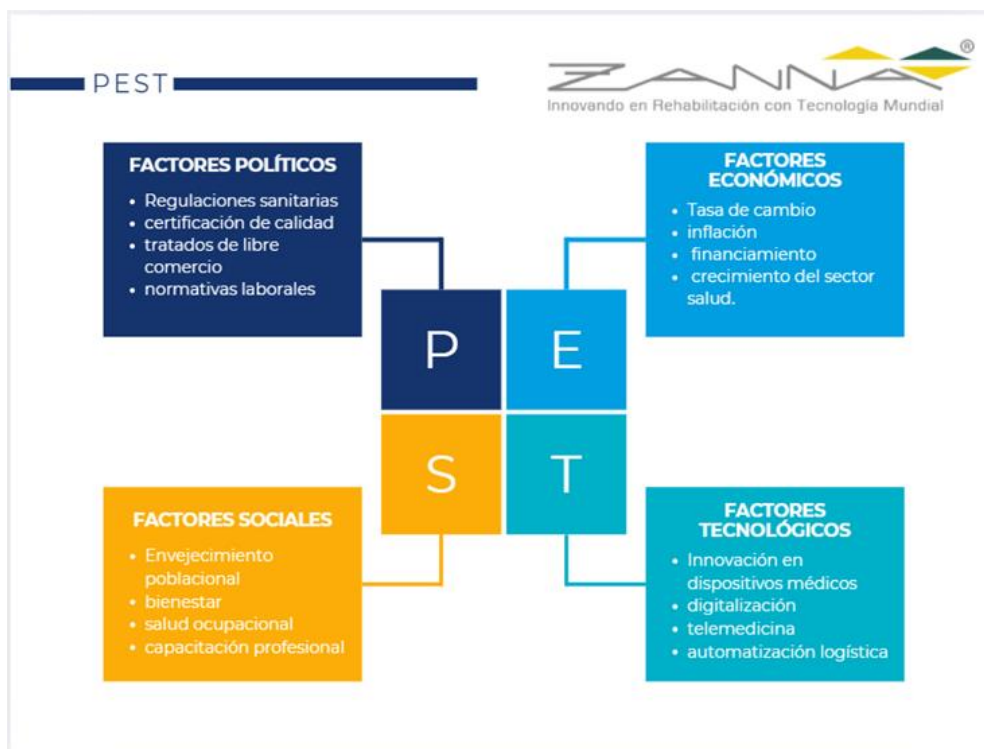 PEST
ZANNA®
Innovando en Rehabilitación con Tecnología Mundial
FACTORES POLÍTICOS
• Regulaciones sanitarias
• certificación de calidad
• tratados de libre
comercio
• normativas laborales
FACTORES
ECONÓMICOS
• Tasa de cambio
• inflación
• financiamiento
• crecimiento del sector
salud.
P
E
S
T
FACTORES SOCIALES
• Envejecimiento
poblacional
• bienestar
• salud ocupacional
• capacitación profesional
FACTORES
TECNOLÓGICOS
• Innovación en
dispositivos médicos
• digitalización
• telemedicina
• automatización logística